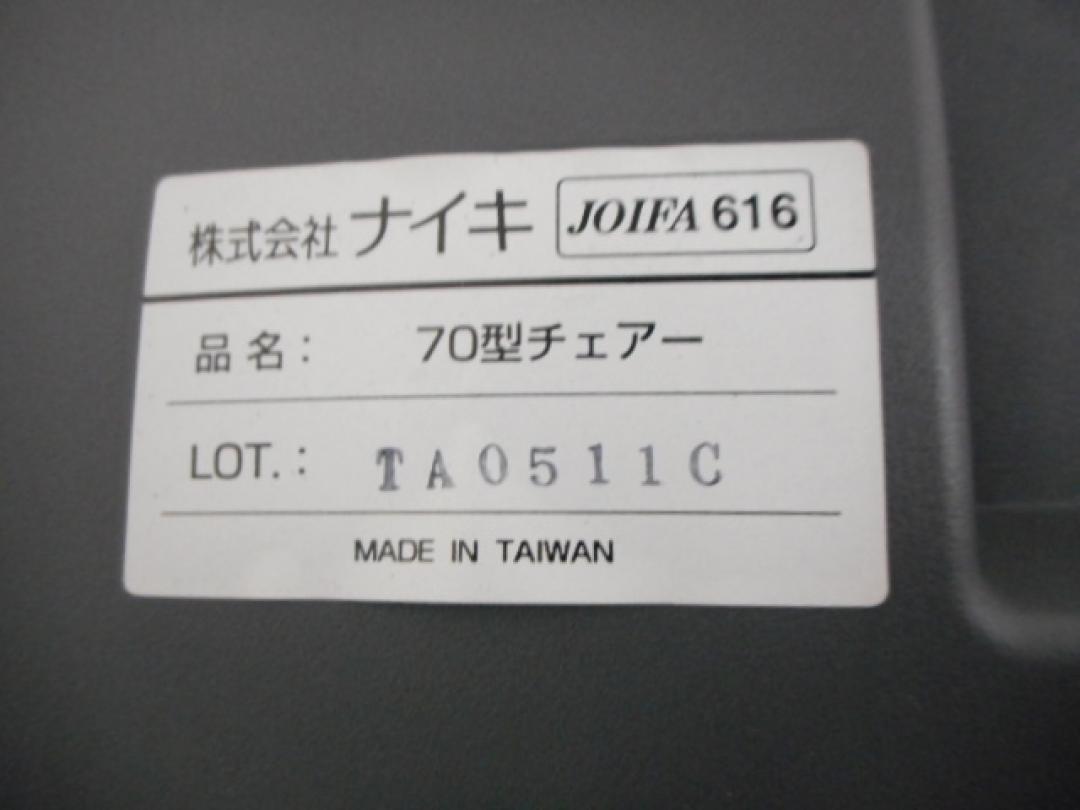 株式会社 ナイキ JOIFA 616
品名: 70型チェアー
LOT.: TA0511C
MADE IN TAIWAN